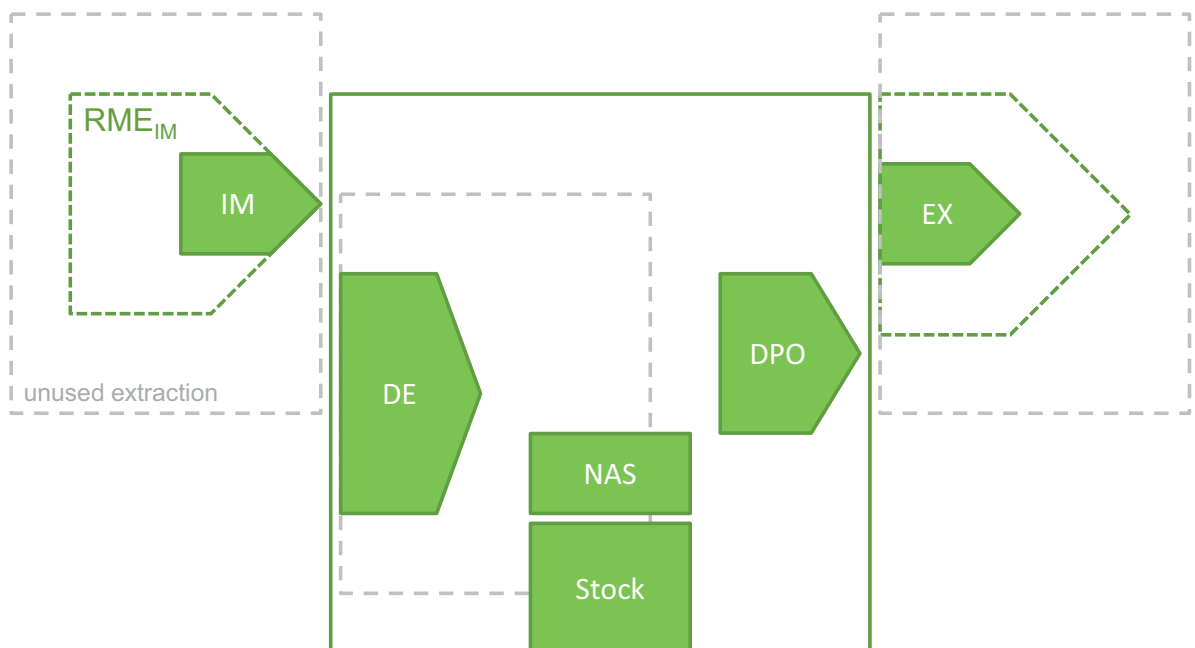 RME_IM
IM
EX
DPO
DE
unused extraction
NAS
Stock